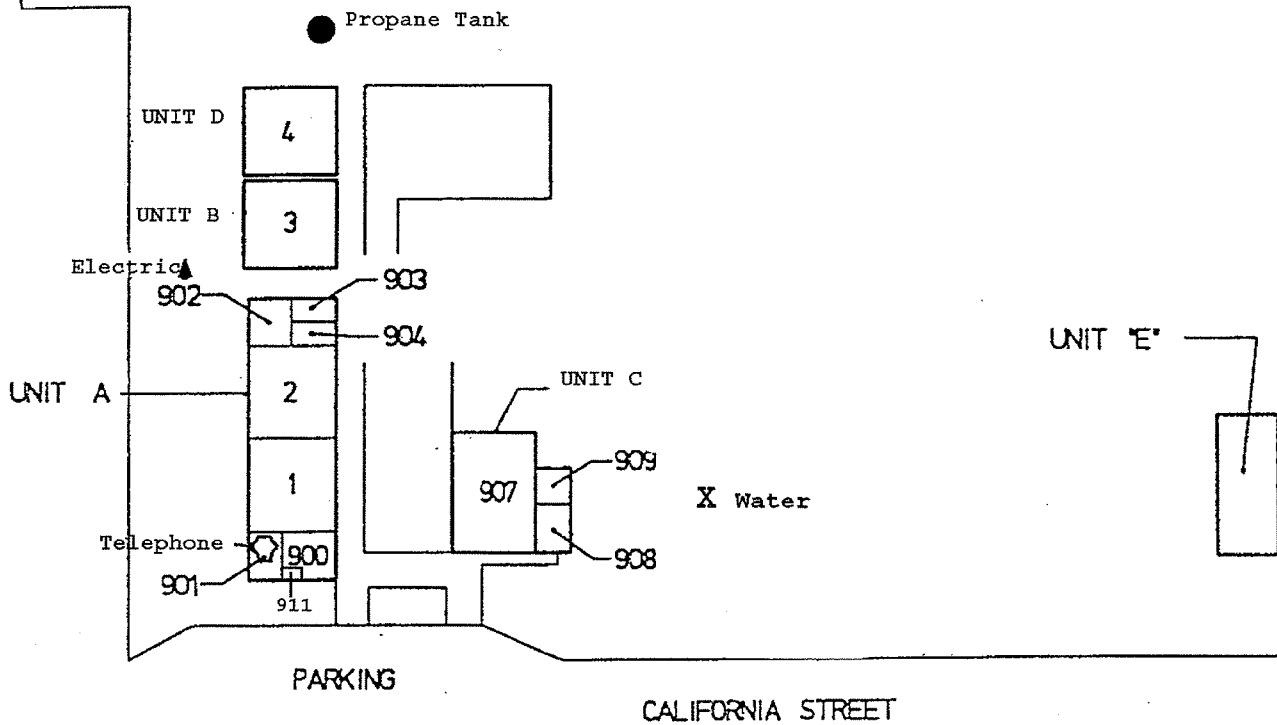 Propane Tank
UNIT D
4
UNIT B
3
Electric
902
903
904
UNIT A
2
UNIT C
UNIT "E"
1
907
909
X Water
Telephone
900
908
901
911
PARKING
CALIFORNIA STREET